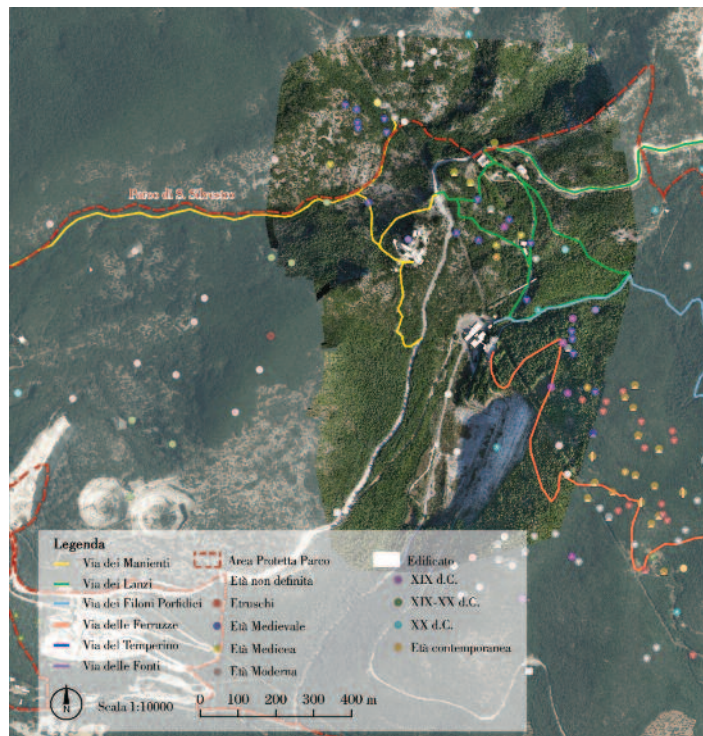 Parco di S. Silvestro
Legenda
Via dei Manienti
Via dei Lanzi
Via dei Filoni Porfidici
Via delle Ferruzze
Via del Temperino
Via delle Fonti
Area Protetta Parco
Età non definita
Etruschi
Età Medievale
Età Medicea
Età Moderna
Edificato
XIX d.C.
XIX-XX d.C.
XX d.C.
Età contemporanea
N
Scala 1:10000
0 100 200 300 400 m